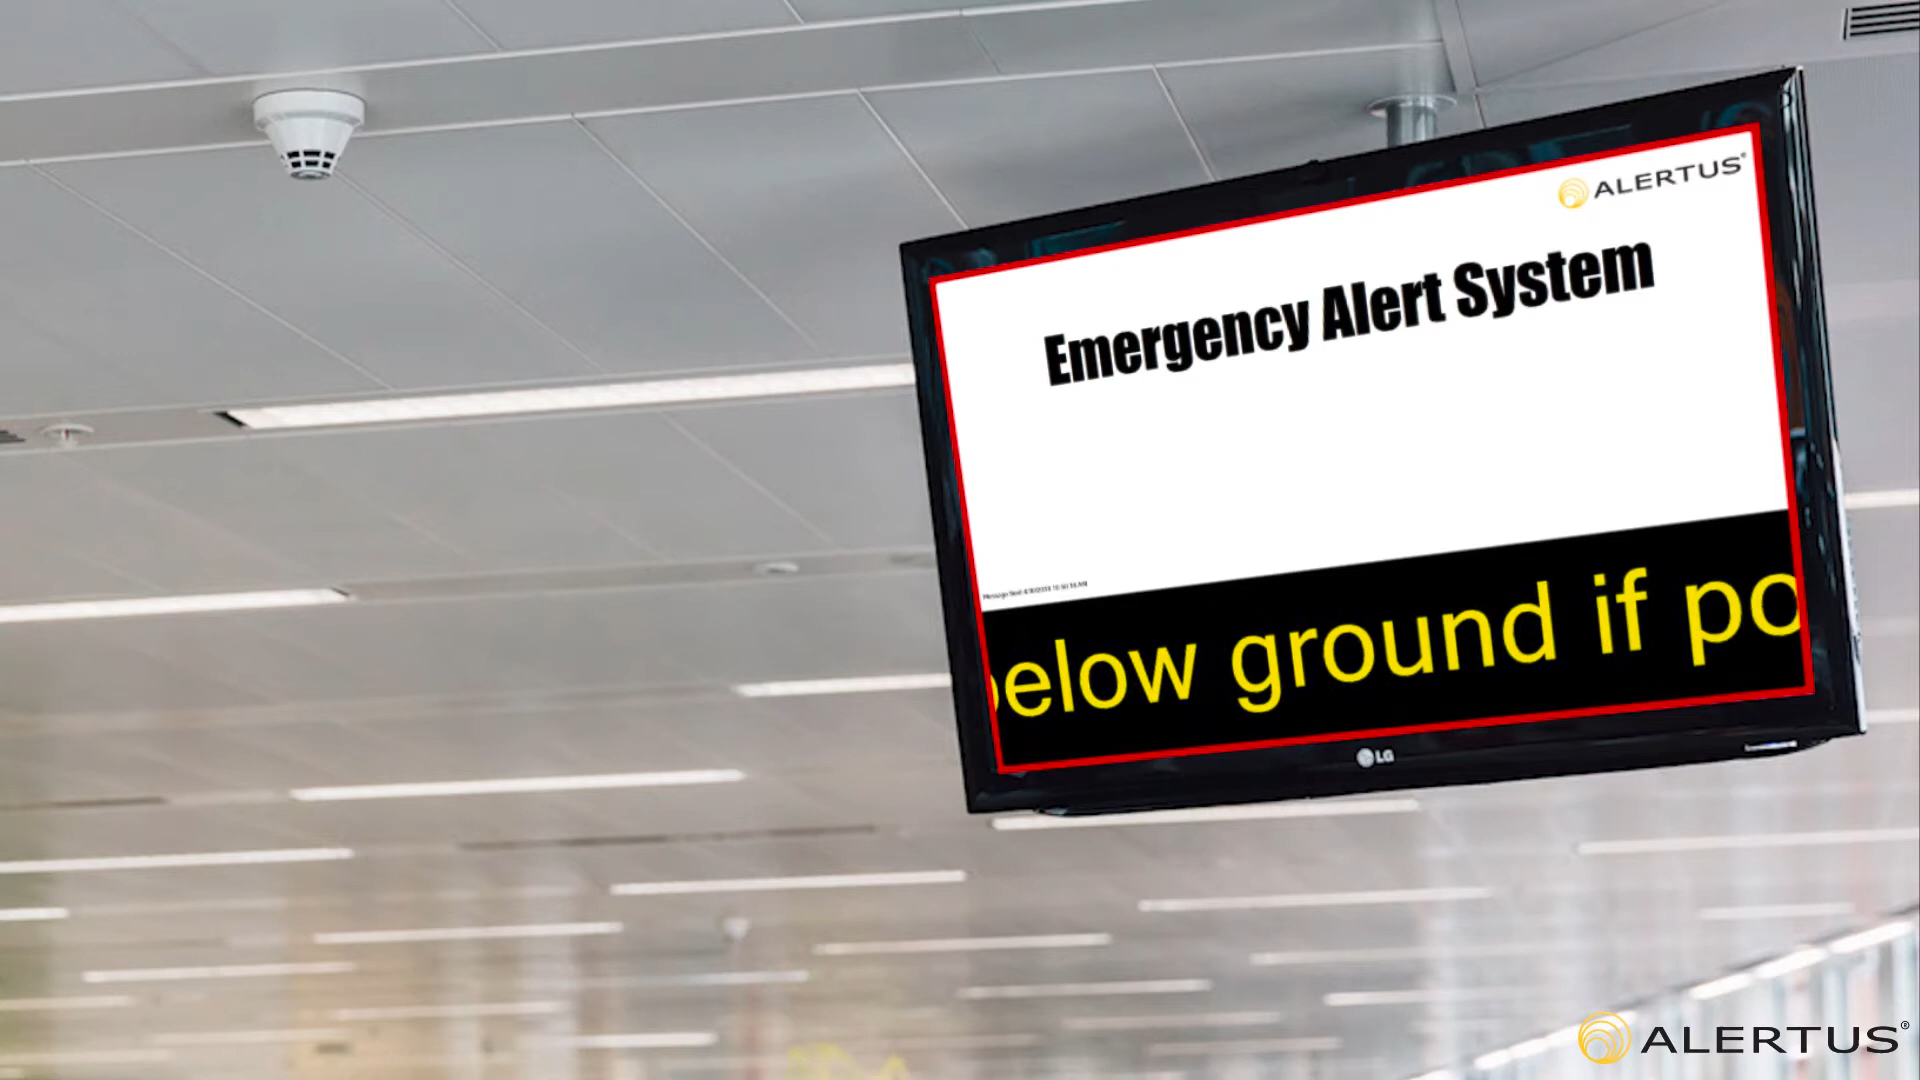 ALERTUS®
Emergency Alert System
elow ground if po
LG
ALERTUS®